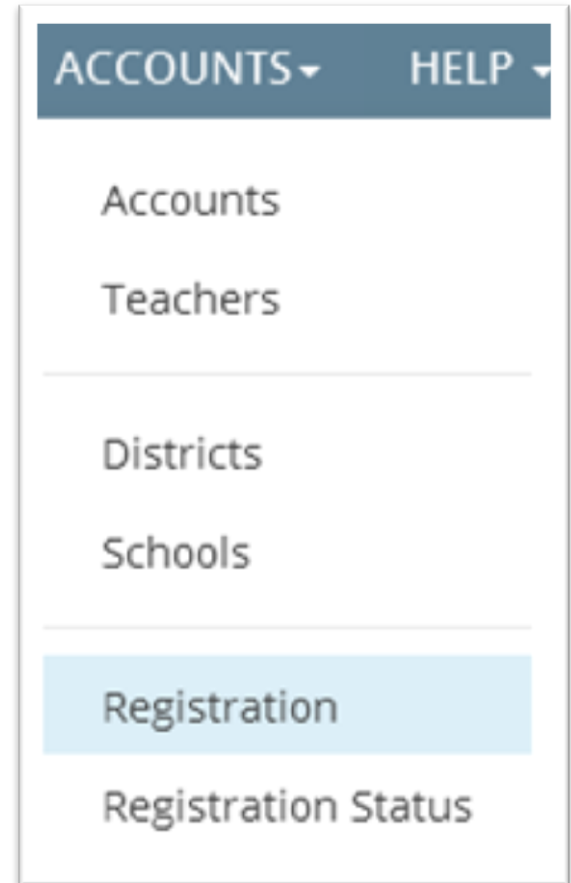 ACCOUNTS HELP
Accounts
Teachers
Districts
Schools
Registration
Registration Status